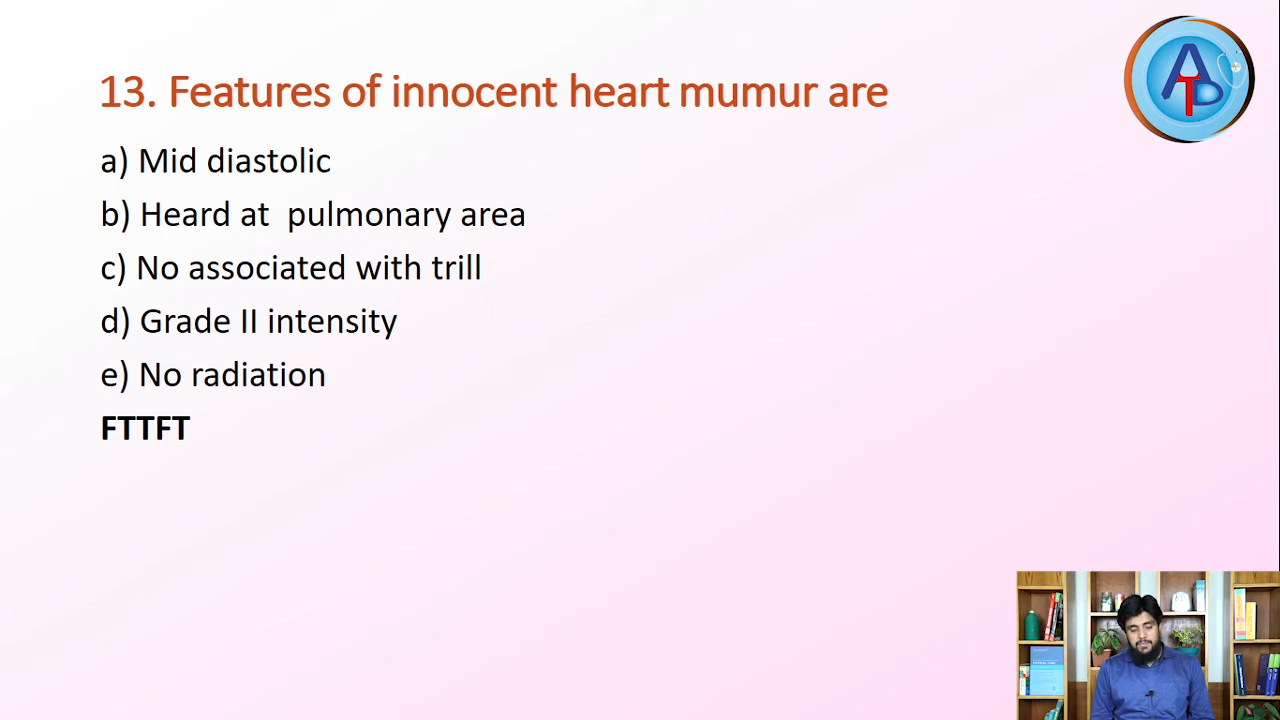 13. Features of innocent heart mumur are
ATD
a) Mid diastolic
b) Heard at pulmonary area
c) No associated with trill
d) Grade II intensity
e) No radiation
FTTFT